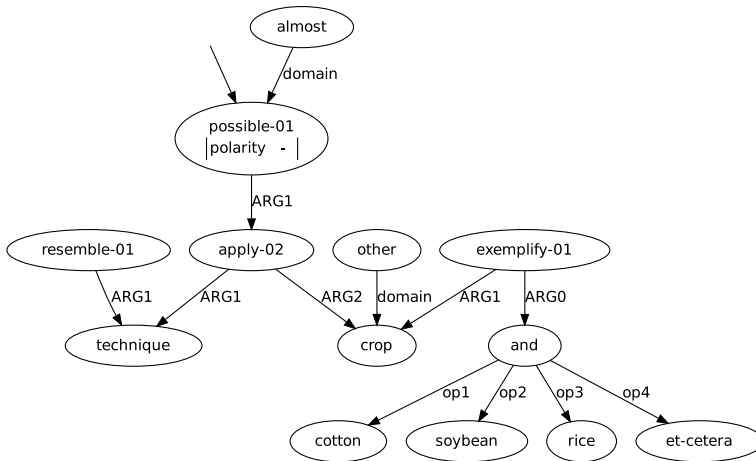 almost
domain
possible-01
polarity -
ARG1
resemble-01 apply-02 other exemplify-01
ARG1 ARG1 ARG2 domain ARG1 ARG0
technique crop and
op1 op2 op3 op4
cotton soybean rice et-cetera